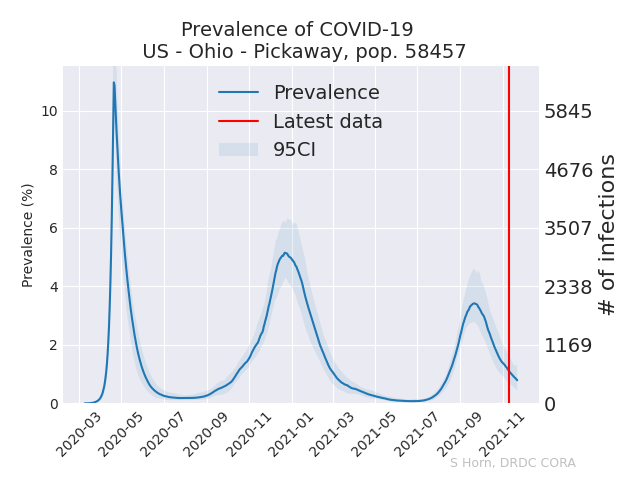 Prevalence of COVID-19
US - Ohio - Pickaway, pop. 58457
Prevalence
Latest data
95CI
Prevalence (%)
10
8
6
4
2
0
5845
4676
3507
2338
1169
0
# of infections
2020-03
2020-05
2020-07
2020-09
2020-11
2021-01
2021-03
2021-05
2021-07
2021-09
2021-11
S Horn, DRDC CORA